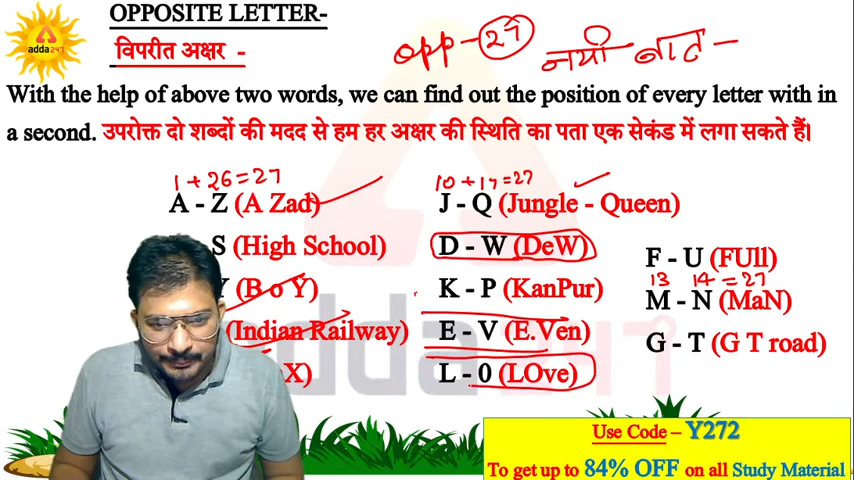 OPPOSITE LETTER-
विपरीत अक्षर -
adda247
opp - 27 नयी बात -
With the help of above two words, we can find out the position of every letter with in
a second. उपरोक्त दो शब्दों की मदद से हम हर अक्षर की स्थिति का पता एक सेकंड में लगा सकते हैं।
1 + 26 = 27
A - Z (A Zad)
S (High School)
Y (B o Y)
(Indian Railway)
X)
10 + 17 = 27
J - Q (Jungle - Queen)
D - W (DeW)
K - P (KanPur)
E - V (E.Ven)
L - 0 (LOve)
F - U (FUll)
13 14 = 27
M - N (MaN)
G - T (G T road)
adda247
Use Code – Y272
To get up to 84% OFF on all Study Material